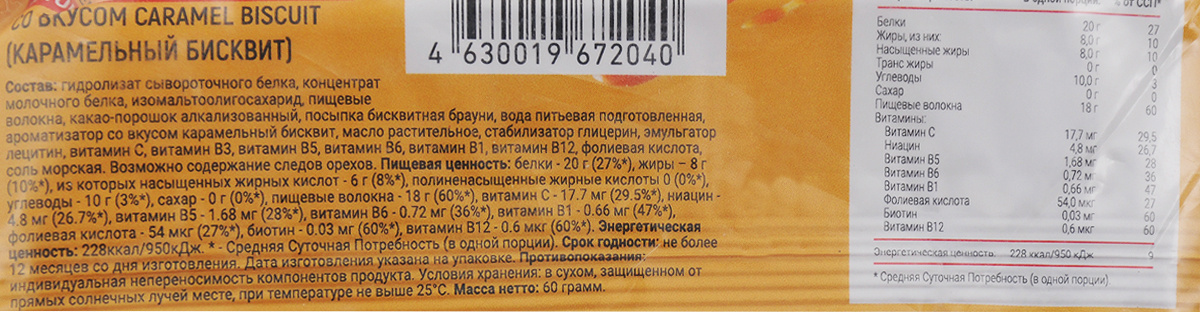 СО ВКУСОМ CARAMEL BISCUIT
(КАРАМЕЛЬНЫЙ БИСКВИТ)
4 630019 672040
Состав: гидролизат сывороточного белка, концентрат
молочного белка, изомальтоолигосахарид, пищевые
волокна, какао-порошок алкализованный, посыпка бисквитная брауни, вода питьевая подготовленная,
ароматизатор со вкусом карамельный бисквит, масло растительное, стабилизатор глицерин, эмульгатор
лецитин, витамин С, витамин В3, витамин В5, витамин В6, витамин В1, витамин В12, фолиевая кислота,
соль морская. Возможно содержание следов орехов. Пищевая ценность: белки - 20 г (27%*), жиры – 8 г
(10%*), из которых насыщенных жирных кислот - 6 г (8%*), полиненасыщенные жирные кислоты 0 (0%*),
углеводы - 10 г (3%*), сахар - 0 г (0%*), пищевые волокна - 18 г (60%*), витамин С - 17.7 мг (29.5%*), ниацин -
4.8 мг (26.7%*), витамин В5 - 1.68 мг (28%*), витамин В6 - 0.72 мг (36%*), витамин В1 - 0.66 мг (47%*),
фолиевая кислота - 54 мкг (27%*), биотин - 0.03 мг (60%*), витамин В12 - 0.6 мкг (60%*). Энергетическая
ценность: 228ккал/950кДж. * - Средняя Суточная Потребность (в одной порции). Срок годности: не более
12 месяцев со дня изготовления. Дата изготовления указана на упаковке. Противопоказания:
индивидуальная непереносимость компонентов продукта. Условия хранения: в сухом, защищенном от
прямых солнечных лучей месте, при температуре не выше 25°С. Масса нетто: 60 грамм.
в одной порции: % от ССП*
Белки 20 г 27
Жиры, из них: 8,0 г 10
Насыщенные жиры 8,0 г 10
Транс жиры 0 г 0
Углеводы 10,0 г 3
Сахар 0 г 0
Пищевые волокна 18 г 60
Витамины:
Витамин С 17,7 мг 29,5
Ниацин 4,8 мг 26,7
Витамин В5 1,68 мг 28
Витамин В6 0,72 мг 36
Витамин В1 0,66 мг 47
Фолиевая кислота 54,0 мкг 27
Биотин 0,03 мг 60
Витамин В12 0,6 мкг 60
Энергетическая ценность: 228 ккал/950 кДж 9
* Средняя Суточная Потребность (в одной порции)